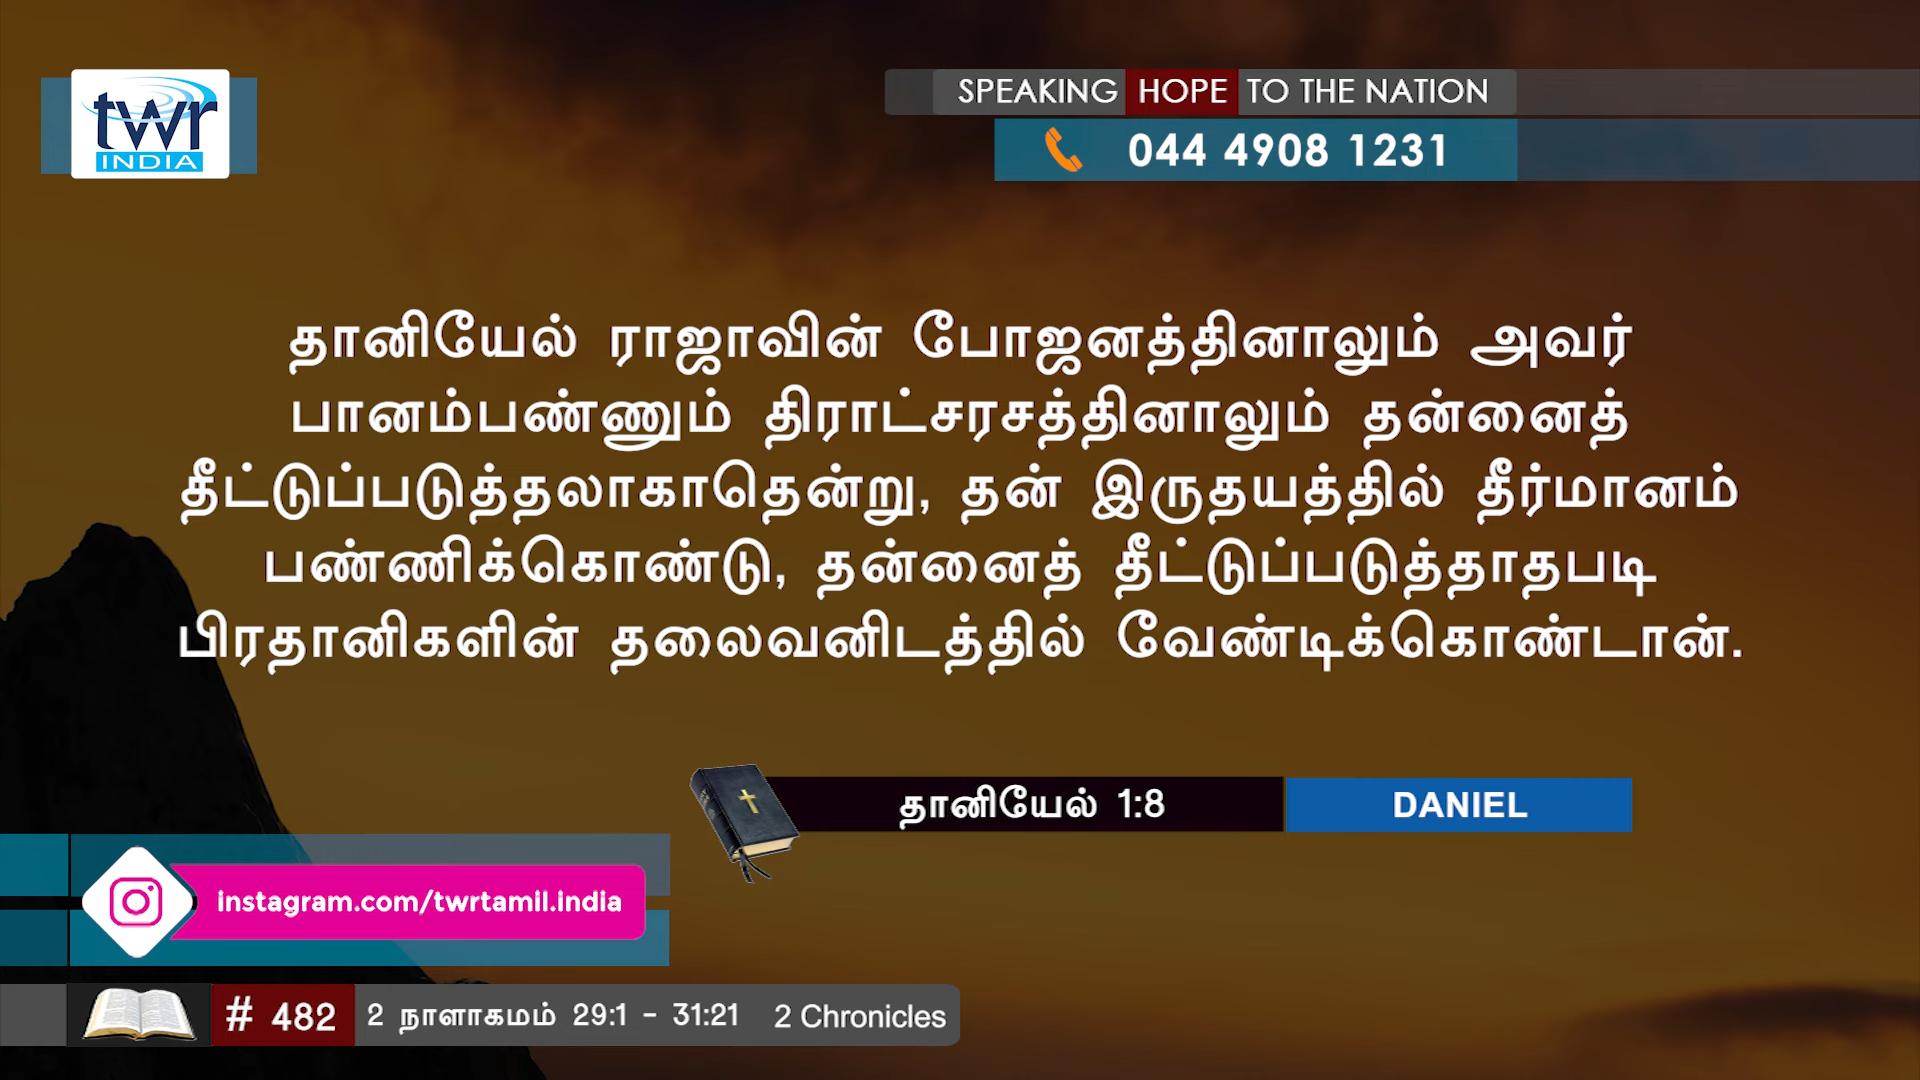 twr
INDIA
SPEAKING HOPE TO THE NATION
044 4908 1231
தானியேல் ராஜாவின் போஜனத்தினாலும் அவர்
பானம்பண்ணும் திராட்சரசத்தினாலும் தன்னைத்
தீட்டுப்படுத்தலாகாதென்று, தன் இருதயத்தில் தீர்மானம்
பண்ணிக்கொண்டு, தன்னைத் தீட்டுப்படுத்தாதபடி
பிரதானிகளின் தலைவனிடத்தில் வேண்டிக்கொண்டான்.
தானியேல் 1:8 DANIEL
instagram.com/twrtamil.india
# 482 2 நாளாகமம் 29:1 - 31:21 2 Chronicles